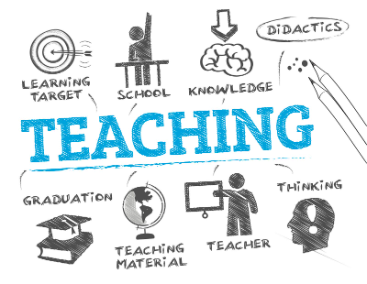 DIDACTICS
LEARNING
TARGET
SCHOOL
KNOWLEDGE
TEACHING
GRADUATION
TEACHING
MATERIAL
TEACHER
THINKING